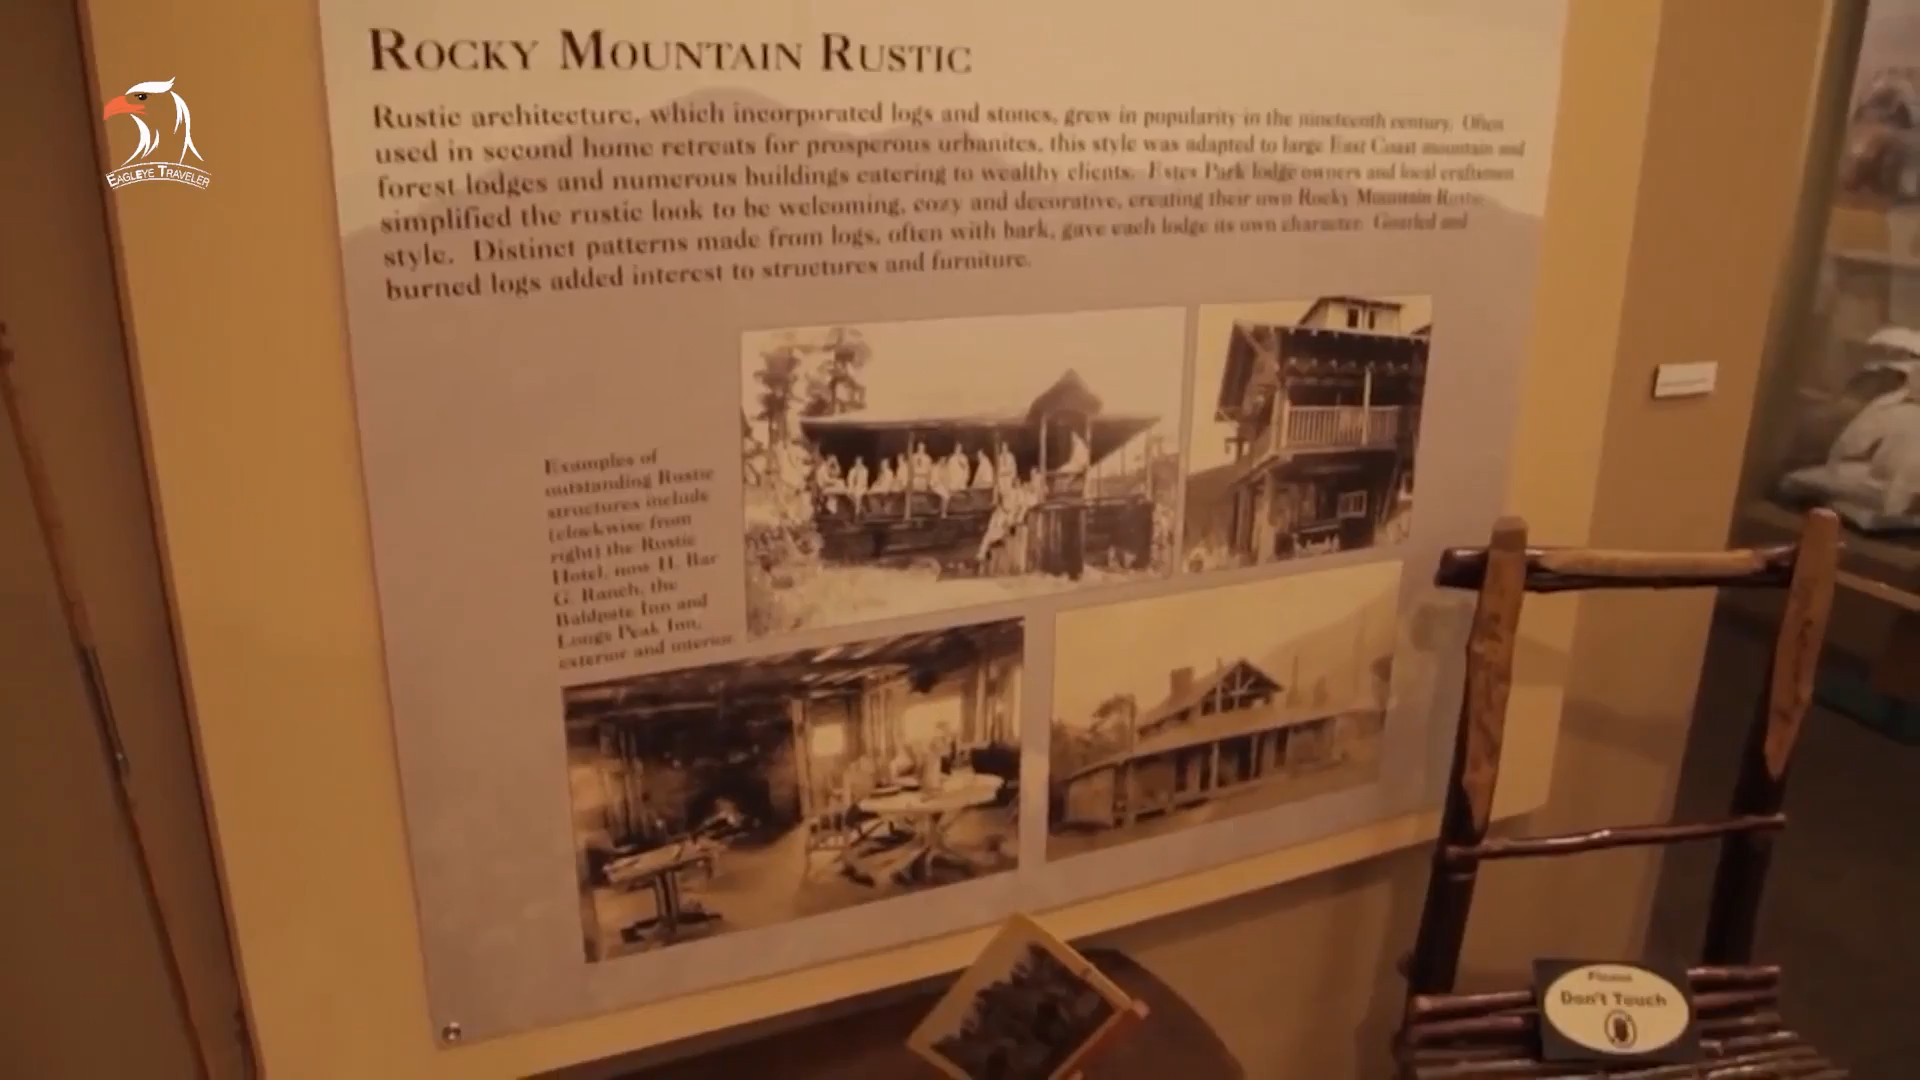 EAGLEYE TRAVELER
ROCKY MOUNTAIN RUSTIC
Rustic architecture, which incorporated logs and stones, grew in popularity in the nineteenth century. Often
used in second home retreats for prosperous urbanites, this style was adapted to large East Coast mountain and
forest lodges and numerous buildings catering to wealthy clients. Estes Park lodge owners and local craftsmen
simplified the rustic look to be welcoming, cozy and decorative, creating their own Rocky Mountain Rustic
style. Distinct patterns made from logs, often with bark, gave each lodge its own character. Gnarled and
burned logs added interest to structures and furniture.
Examples of
outstanding Rustic
structures include
(clockwise from
right) the Rustic
Hotel, now H. Bar
G. Ranch, the
Baldpate Inn and
Longs Peak Inn,
exterior and interior
Please
Don't Touch